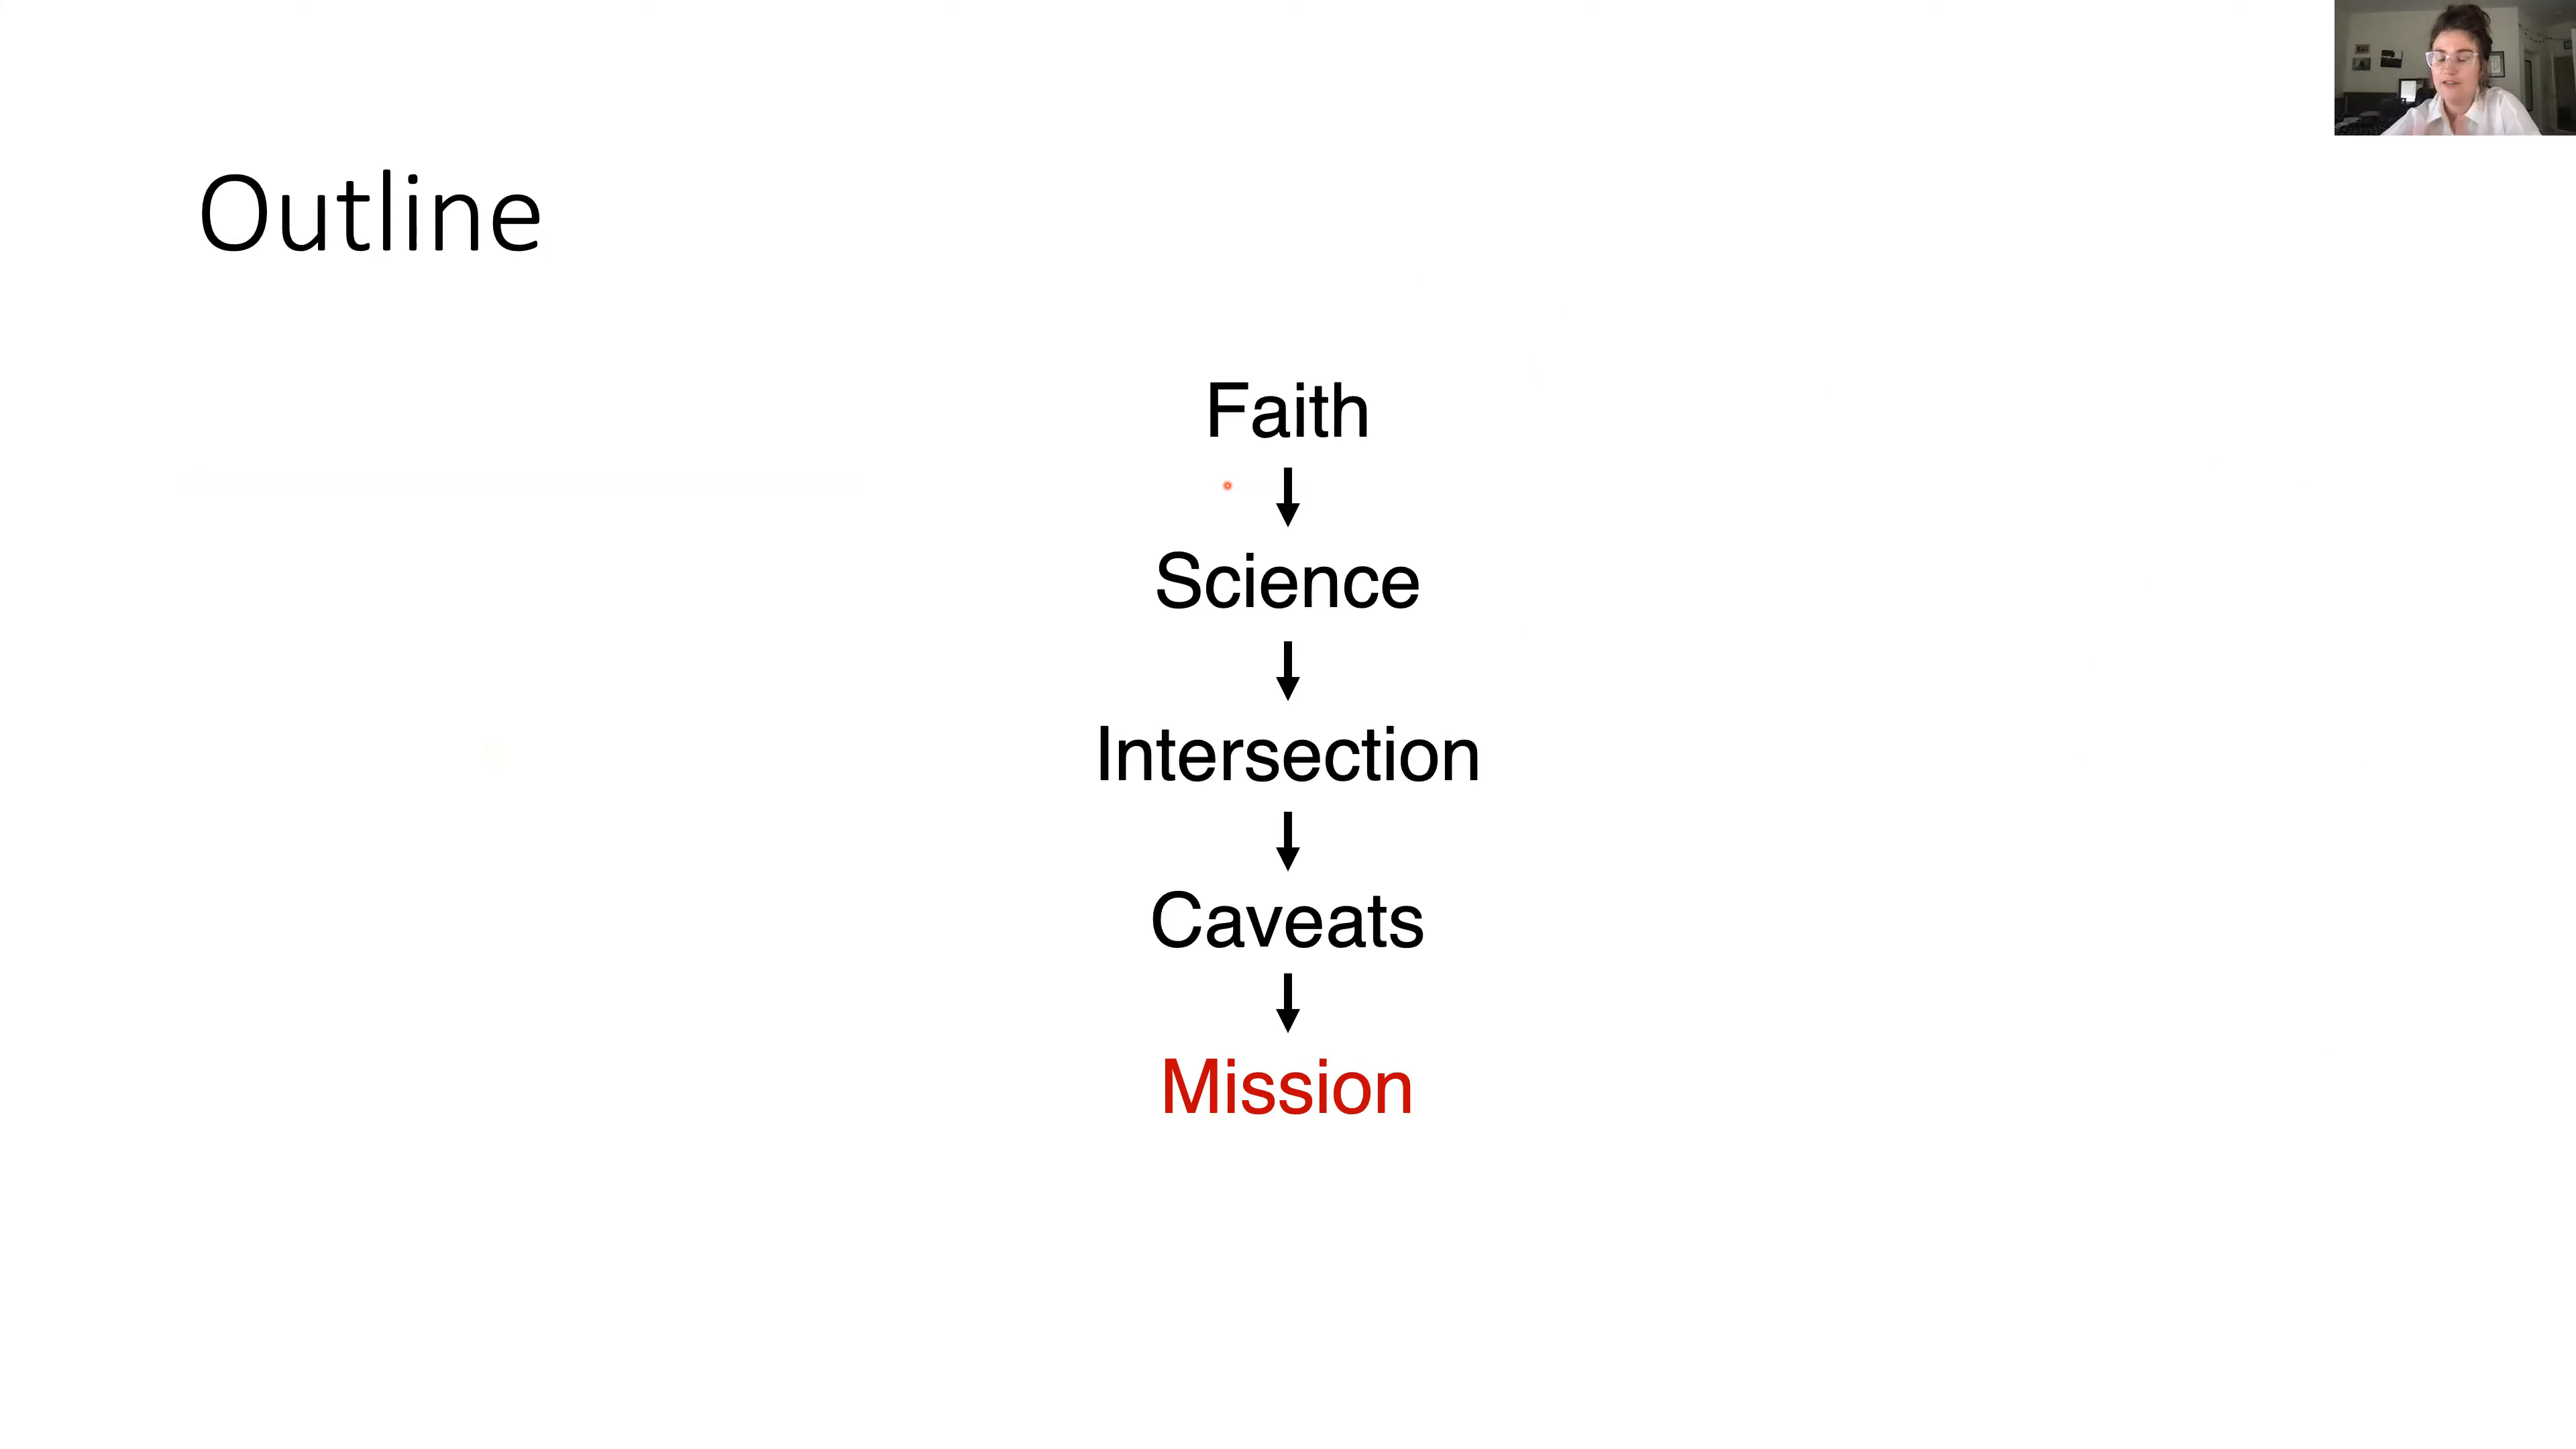 Outline
Faith
Science
Intersection
Caveats
Mission